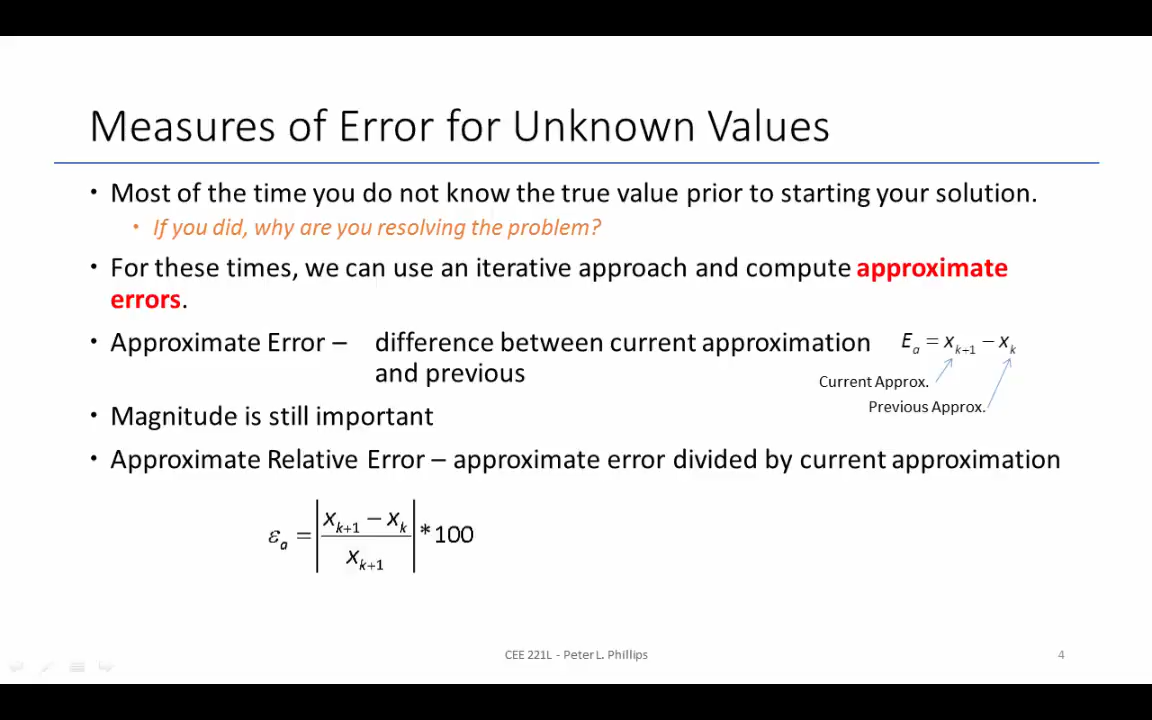 Measures of Error for Unknown Values
• Most of the time you do not know the true value prior to starting your solution.
• If you did, why are you resolving the problem?
• For these times, we can use an iterative approach and compute approximate
errors.
• Approximate Error – difference between current approximation
and previous
E_a = x_{k+1} − x_k
Current Approx.
Previous Approx.
• Magnitude is still important
• Approximate Relative Error – approximate error divided by current approximation
ε_a = |(x_{k+1} − x_k) / x_{k+1}| * 100
CEE 221L - Peter L. Phillips
4